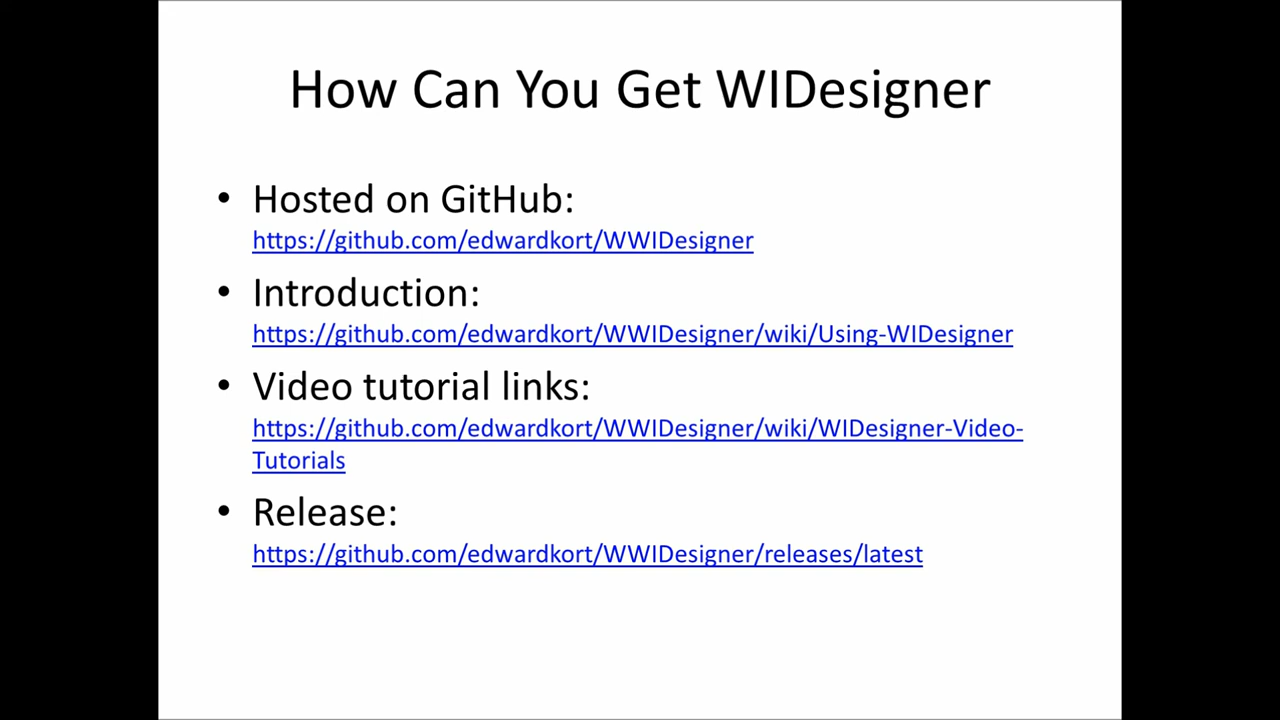 How Can You Get WIDesigner
• Hosted on GitHub:
https://github.com/edwardkort/WWIDesigner
• Introduction:
https://github.com/edwardkort/WWIDesigner/wiki/Using-WIDesigner
• Video tutorial links:
https://github.com/edwardkort/WWIDesigner/wiki/WIDesigner-Video-
Tutorials
• Release:
https://github.com/edwardkort/WWIDesigner/releases/latest